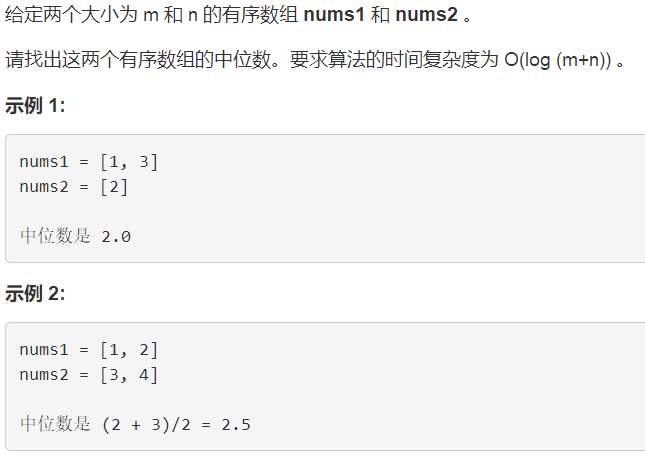 给定两个大小为 m 和 n 的有序数组 nums1 和 nums2 。
请找出这两个有序数组的中位数。要求算法的时间复杂度为 O(log (m+n)) 。
示例 1:
nums1 = [1, 3]
nums2 = [2]
中位数是 2.0
示例 2:
nums1 = [1, 2]
nums2 = [3, 4]
中位数是 (2 + 3)/2 = 2.5